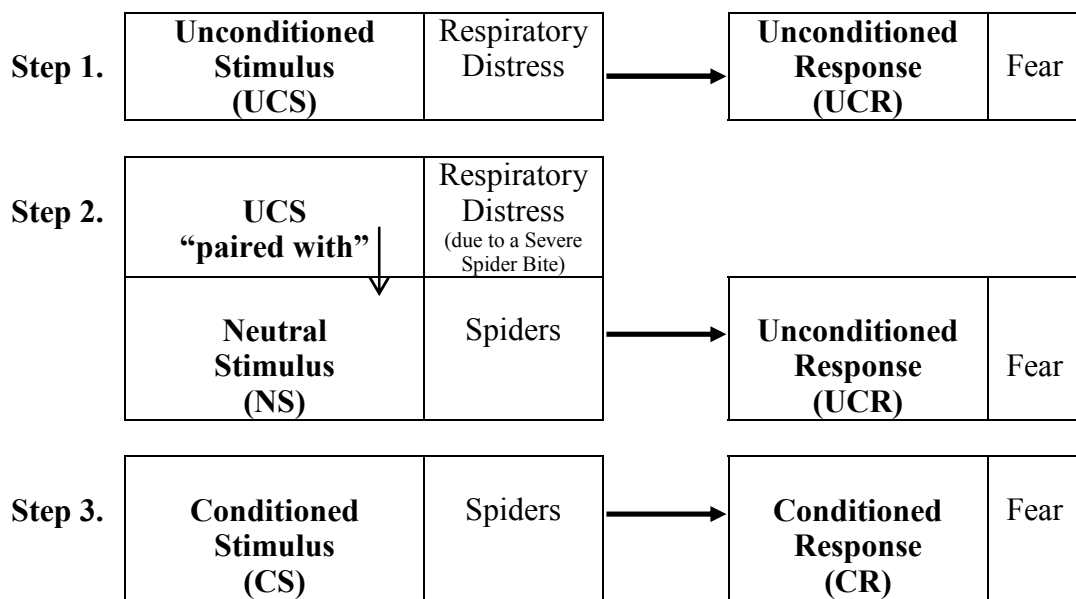 Step 1.
Unconditioned
Stimulus
(UCS)
Respiratory
Distress
Unconditioned
Response
(UCR)
Fear
Step 2.
UCS
“paired with”
Respiratory
Distress
(due to a Severe
Spider Bite)
Neutral
Stimulus
(NS)
Spiders
Unconditioned
Response
(UCR)
Fear
Step 3.
Conditioned
Stimulus
(CS)
Spiders
Conditioned
Response
(CR)
Fear